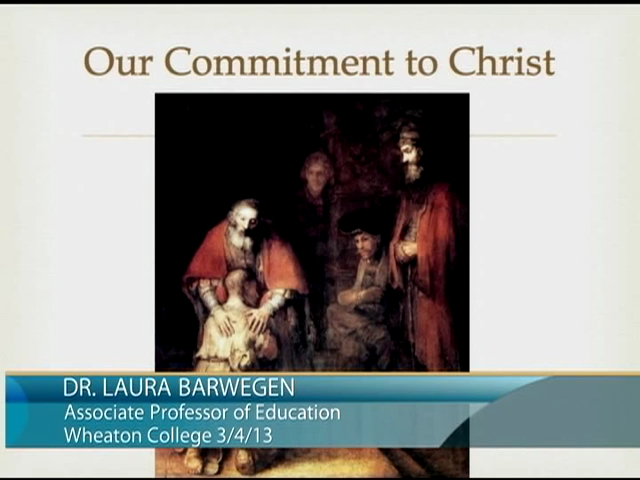 Our Commitment to Christ
DR. LAURA BARWEGEN
Associate Professor of Education
Wheaton College 3/4/13